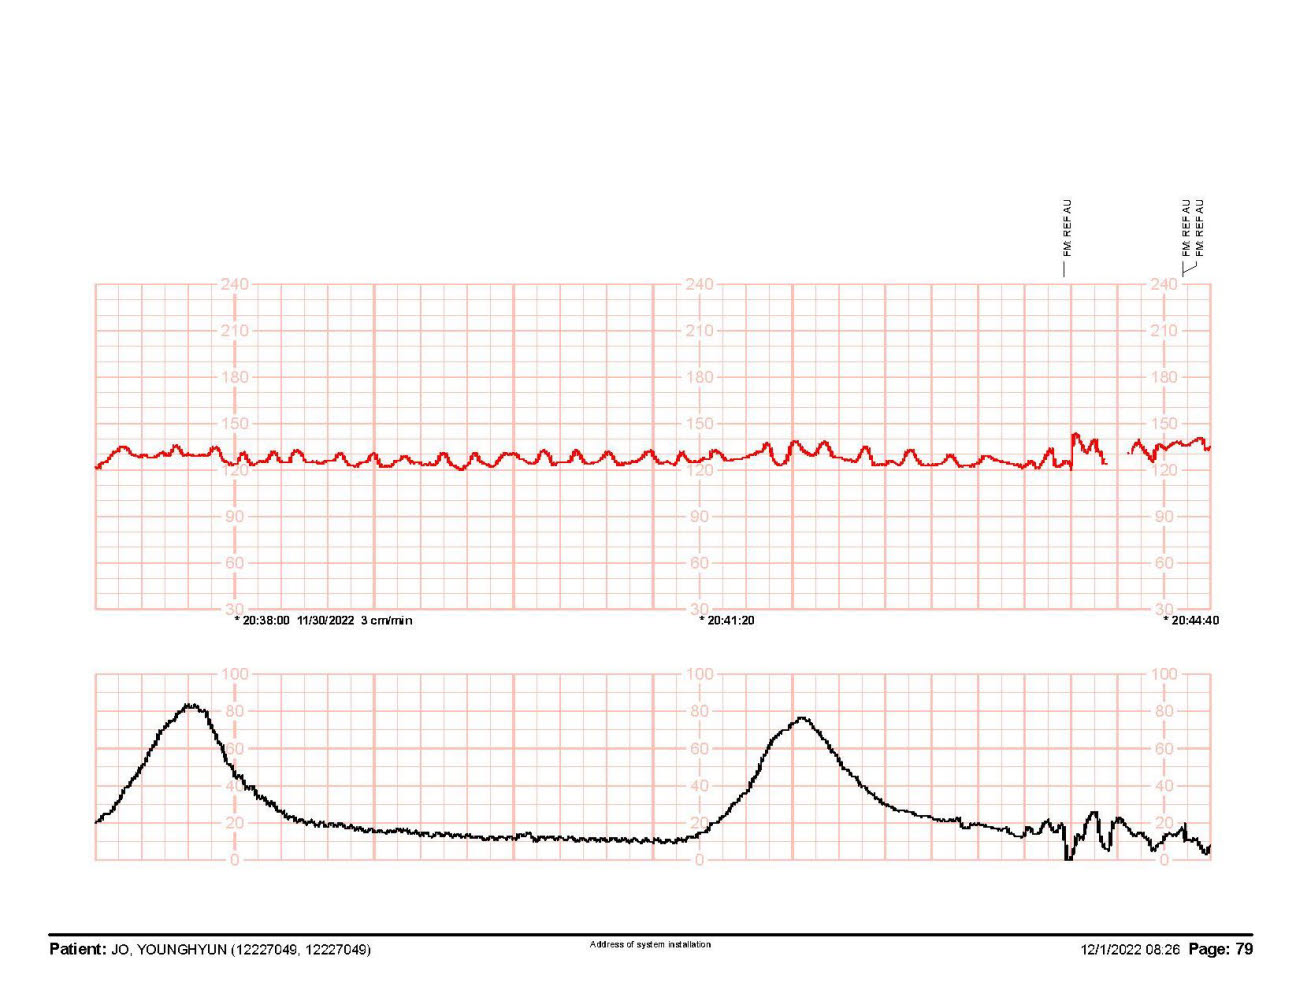 FM: REF AU
FM: REF AU
FM: REF AU
240 240 240
210 210 210
180 180 180
150 150 150
120 120 120
90 90 90
60 60 60
30 30 30
* 20:38:00 11/30/2022 3 cm/min * 20:41:20 * 20:44:40
100 100 100
80 80 80
60 60 60
40 40 40
20 20 20
0 0 0
Patient: JO, YOUNGHYUN (12227049, 12227049) Address of system installation 12/1/2022 08:26 Page: 79